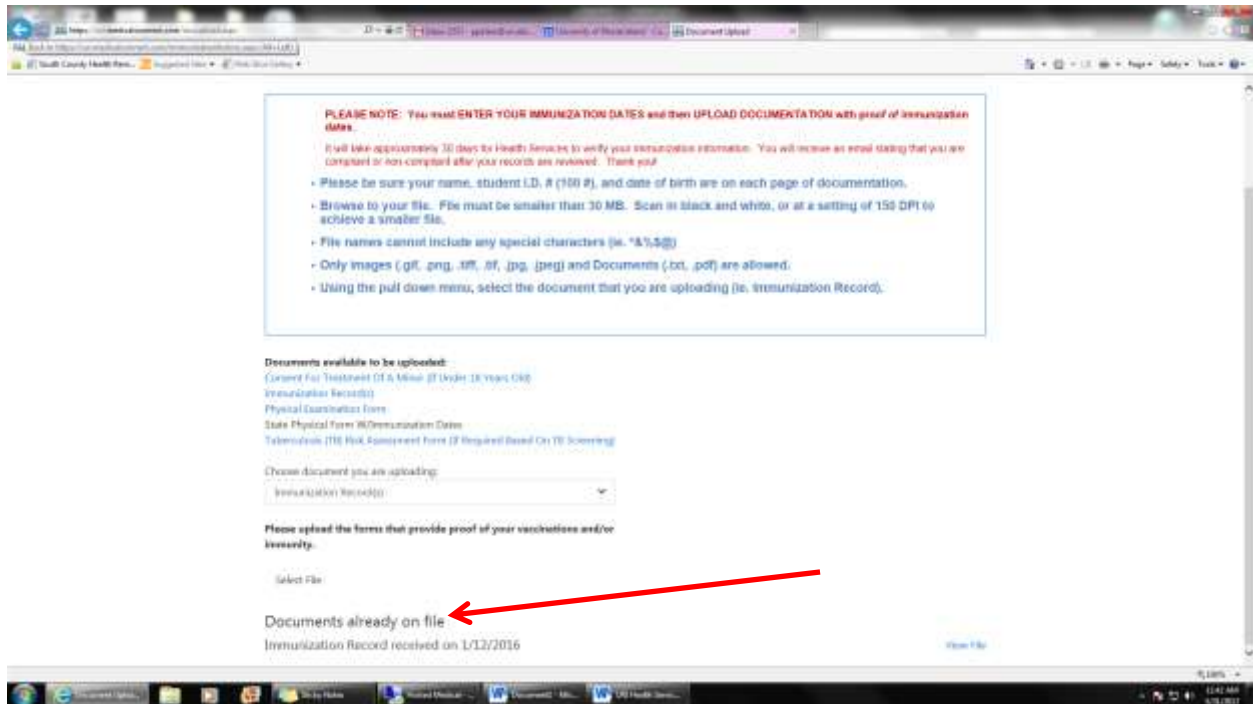 Document Upload
Page Safety Tools
PLEASE NOTE: You must ENTER YOUR IMMUNIZATION DATES and then UPLOAD DOCUMENTATION with proof of immunization
dates.
It will take approximately 30 days for Health Services to verify your immunization information. You will receive an email stating that you are
compliant or non-compliant after your records are reviewed. Thank you!
• Please be sure your name, student I.D. # (100 #), and date of birth are on each page of documentation.
• Browse to your file. File must be smaller than 30 MB. Scan in black and white, or at a setting of 150 DPI to
achieve a smaller file.
• File names cannot include any special characters (ie. *&%$@)
• Only images (.gif, .png, .tiff, .tif, .jpg, .jpeg) and Documents (.txt, .pdf) are allowed.
• Using the pull down menu, select the document that you are uploading (ie. Immunization Record).
Documents available to be uploaded:
Consent For Treatment Of A Minor (If Under 18 Years Old)
Immunization Record(s)
Physical Examination Form
State Physical Form W/Immunization Dates
Tuberculosis (TB) Risk Assessment Form (If Required Based On TB Screening)
Choose document you are uploading:
Immunization Record(s)
Please upload the forms that provide proof of your vaccinations and/or
immunity.
Select File
Documents already on file
Immunization Record received on 1/12/2016 View File
Sticky Notes